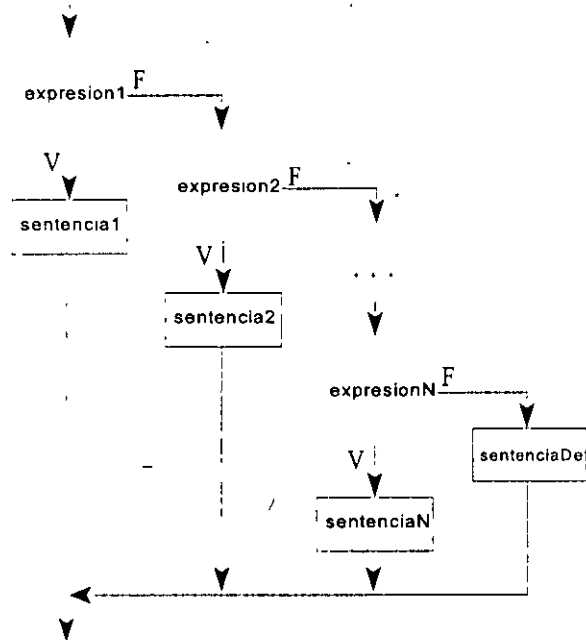 expresion1 F
V
sentencia1
expresion2 F
V
sentencia2
. . .
expresionN F
V
sentenciaN
sentenciaDef